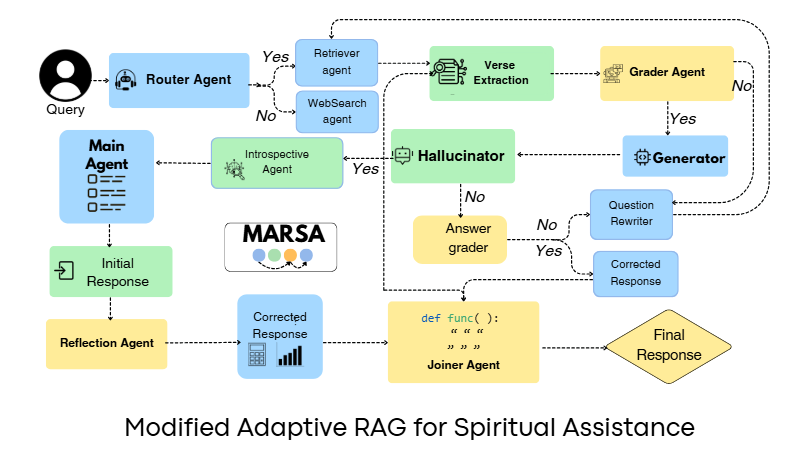 Query
Router Agent
Yes
No
Retriever
agent
WebSearch
agent
Verse
Extraction
Grader Agent
No
Yes
Generator
Hallucinator
Yes
No
Introspective
Agent
Main
Agent
Initial
Response
Reflection Agent
Corrected
Response
MARSA
Answer
grader
No
Yes
Question
Rewriter
Corrected
Response
def func( ):
“ “ “
” ” ”
Joiner Agent
Final
Response
Modified Adaptive RAG for Spiritual Assistance